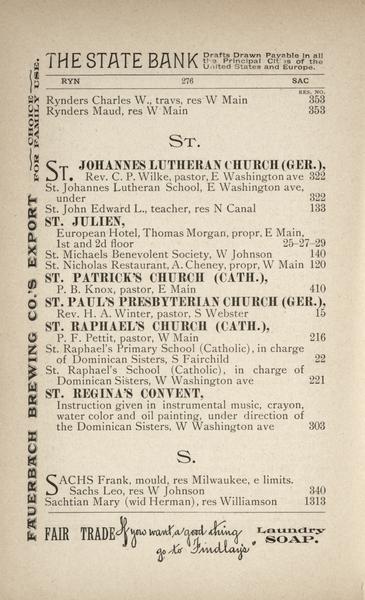 THE STATE BANK Drafts Drawn Payable in all
the Principal Cities of the
United States and Europe.
RYN 276 SAC
RES. NO.
Rynders Charles W., travs, res W Main 353
Rynders Maud, res W Main 353
ST.
ST. JOHANNES LUTHERAN CHURCH (GER.),
Rev. C. P. Wilke, pastor, E Washington ave 322
St. Johannes Lutheran School, E Washington ave,
under 322
St. John Edward L., teacher, res N Canal 133
ST. JULIEN,
European Hotel, Thomas Morgan, propr, E Main,
1st and 2d floor 25-27-29
St. Michaels Benevolent Society, W Johnson 140
St. Nicholas Restaurant, A. Cheney, propr, W Main 120
ST. PATRICK'S CHURCH (CATH.),
P. B. Knox, pastor, E Main 410
ST. PAUL'S PRESBYTERIAN CHURCH (GER.),
Rev. H. A. Winter, pastor, S Webster 15
ST. RAPHAEL'S CHURCH (CATH.),
P. F. Pettit, pastor, W Main 216
St. Raphael's Primary School (Catholic), in charge
of Dominican Sisters, S Fairchild 22
St. Raphael's School (Catholic), in charge of
Dominican Sisters, W Washington ave 221
ST. REGINA'S CONVENT,
Instruction given in instrumental music, crayon,
water color and oil painting, under direction of
the Dominican Sisters, W Washington ave 303
S.
SACHS Frank, mould, res Milwaukee, e limits.
Sachs Leo, res W Johnson 340
Sachtian Mary (wid Herman), res Williamson 1313
FAIR TRADE If you want a good thing
go to Findlay's" Laundry
SOAP.
FAUERBACH BREWING CO.'S EXPORT
CHOICE
FOR FAMILY USE.